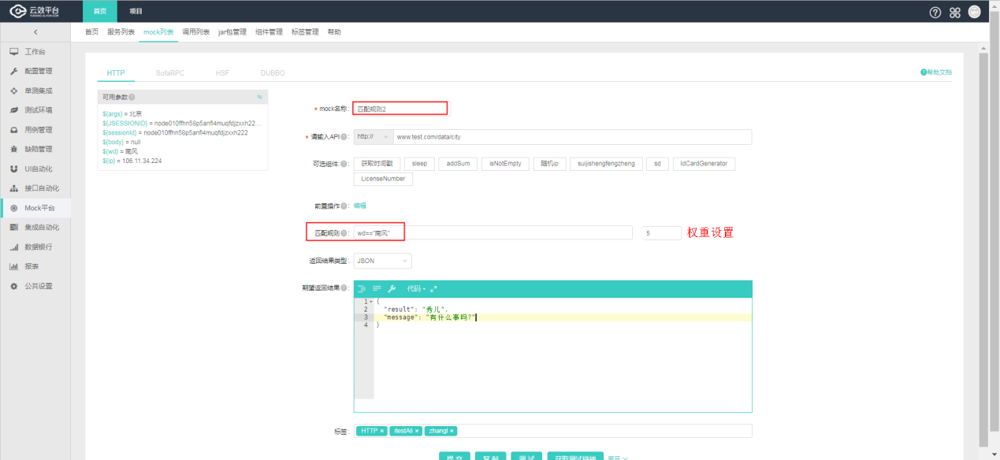 云效平台 首页 项目
首页 服务列表 mock列表 调用列表 jar包管理 组件管理 标签管理 帮助
工作台
配置管理
单测集成
测试环境
用例管理
缺陷管理
UI自动化
接口自动化
Mock平台
集成自动化
数据银行
报表
公共设置
HTTP SofaRPC HSF DUBBO
帮助文档
可用参数
${args} = 北京
${JSESSIONID} = node010ffhn58p5anfl4muqfdjzxxh22...
${sessionId} = node010ffhn58p5anfl4muqfdjzxxh222
${body} = null
${wd} = 南风
${ip} = 106.11.34.224
* mock名称: 匹配规则2
* 请输入API: http:// www.test.com/data/city
可选组件: 获取时间戳 sleep addSum isNotEmpty 随机ip suijishengfengzheng sd IdCardGenerator
LicenseNumber
前置操作: 编辑
匹配规则: wd=="南风" 5 权重设置
返回结果类型: JSON
期望返回结果: 代码
1 {
2 "result": "秀儿",
3 "message": "有什么事吗?"
4 }
标签: HTTP × itestAli × zhangl ×
提 交 复 制 测 试 获取测试链接 展开